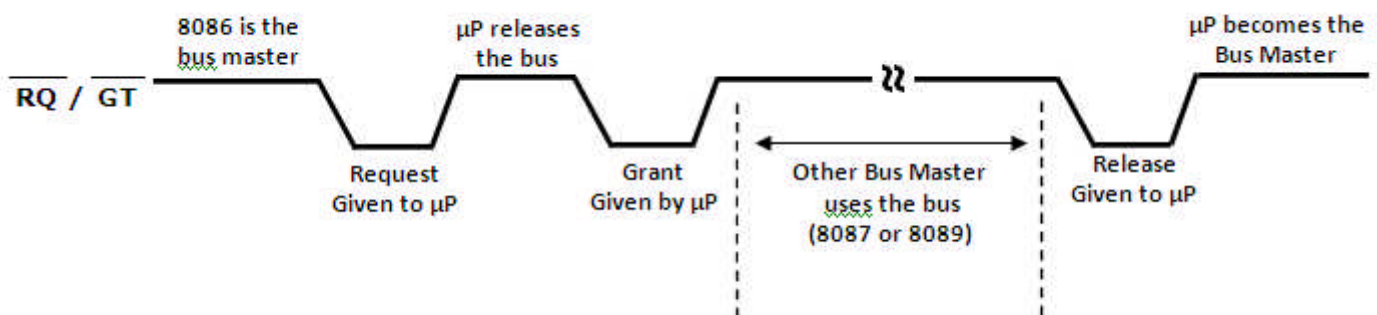 8086 is the
bus master
µP releases
the bus
µP becomes the
Bus Master
RQ / GT
Request
Given to µP
Grant
Given by µP
Other Bus Master
uses the bus
(8087 or 8089)
Release
Given to µP